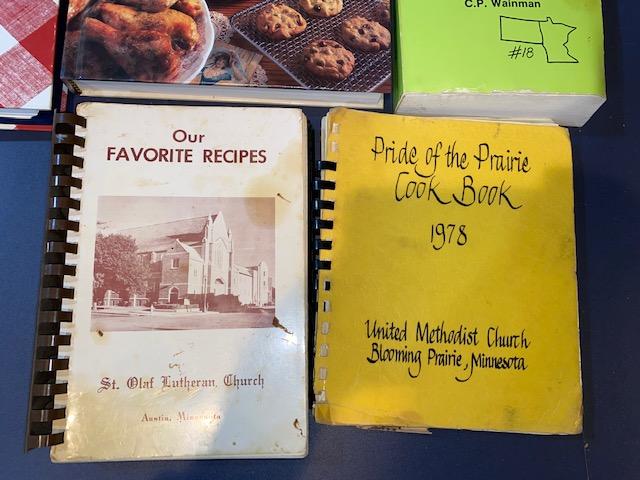 C.P. Wainman
#18
Our
FAVORITE RECIPES
St. Olaf Lutheran Church
Austin, Minnesota
Pride of the Prairie
Cook Book
1978
United Methodist Church
Blooming Prairie, Minnesota